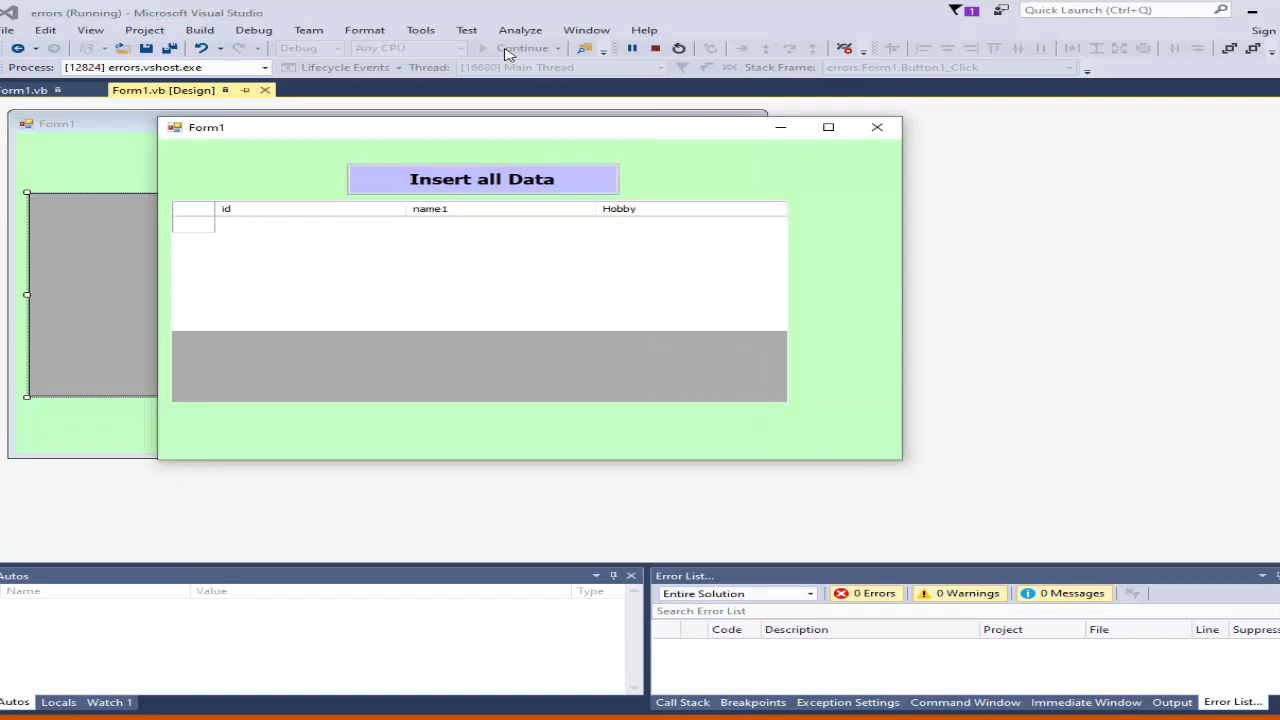 errors (Running) - Microsoft Visual Studio
1
Quick Launch (Ctrl+Q)
File Edit View Project Build Debug Team Format Tools Test Analyze Window Help
Sign
Debug Any CPU Continue
Process: [12824] errors.vshost.exe Lifecycle Events Thread: [16680] Main Thread Stack Frame: errors.Form1.Button1_Click
Form1.vb Form1.vb [Design]
Form1
Form1
Insert all Data
id name1 Hobby
Autos
Name Value Type
Error List...
Entire Solution 0 Errors 0 Warnings 0 Messages
Search Error List
Code Description Project File Line Suppress
Autos Locals Watch 1
Call Stack Breakpoints Exception Settings Command Window Immediate Window Output Error List...